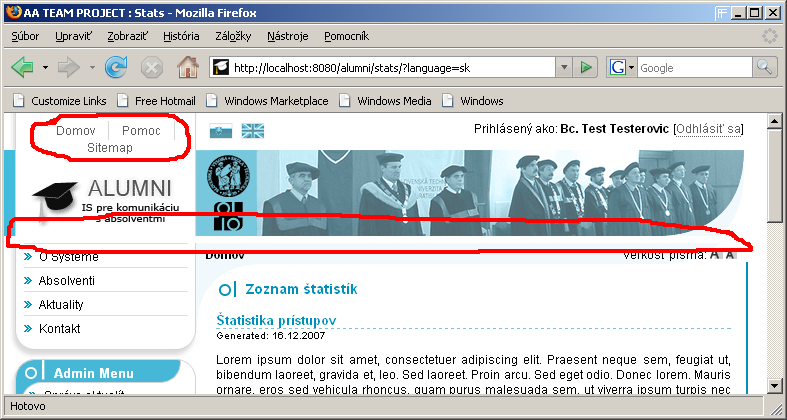 AA TEAM PROJECT : Stats - Mozilla Firefox
Súbor Upraviť Zobraziť História Záložky Nástroje Pomocník
http://localhost:8080/alumni/stats/?language=sk Google
Customize Links Free Hotmail Windows Marketplace Windows Media Windows
Domov Pomoc
Sitemap
Prihlásený ako: Bc. Test Testerovic [Odhlásiť sa]
ALUMNI
IS pre komunikáciu
s absolventmi
SLOVENSKÁ TECHN
O Systéme
Absolventi
Aktuality
Kontakt
Admin Menu
Správa aktualít
Domov Veľkosť písma: A A
Zoznam štatistík
Štatistika prístupov
Generated: 16.12.2007
Lorem ipsum dolor sit amet, consectetuer adipiscing elit. Praesent neque sem, feugiat ut,
bibendum laoreet, gravida et, leo. Sed laoreet. Proin arcu. Sed eget odio. Donec lorem. Mauris
ornare, eros sed vehicula rhoncus, quam purus malesuada sem, ut viverra ipsum turpis nec
Hotovo